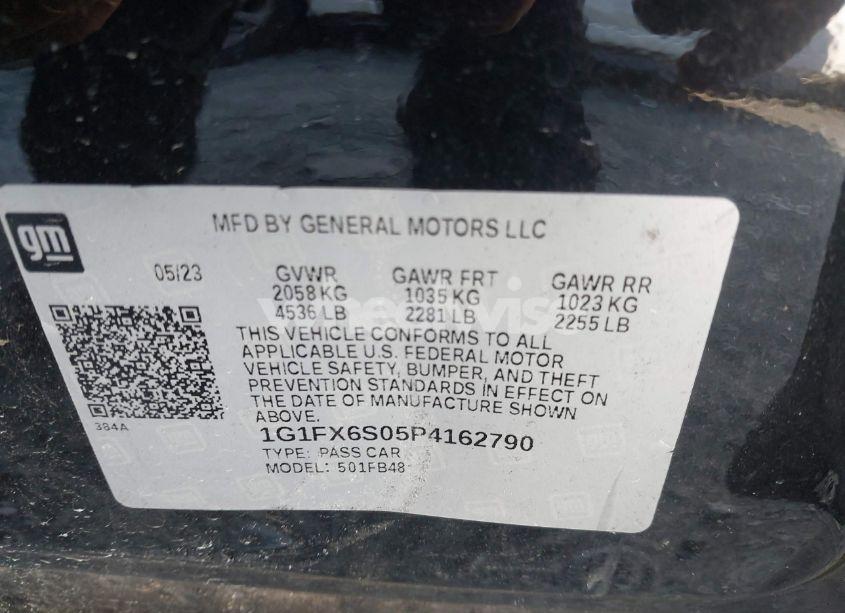 gm
MFD BY GENERAL MOTORS LLC
05/23 GVWR GAWR FRT GAWR RR
2058 KG 1035 KG 1023 KG
4536 LB 2281 LB 2255 LB
THIS VEHICLE CONFORMS TO ALL
APPLICABLE U.S. FEDERAL MOTOR
VEHICLE SAFETY, BUMPER, AND THEFT
PREVENTION STANDARDS IN EFFECT ON
THE DATE OF MANUFACTURE SHOWN
ABOVE.
384A
1G1FX6S05P4162790
TYPE: PASS CAR
MODEL: 501FB48